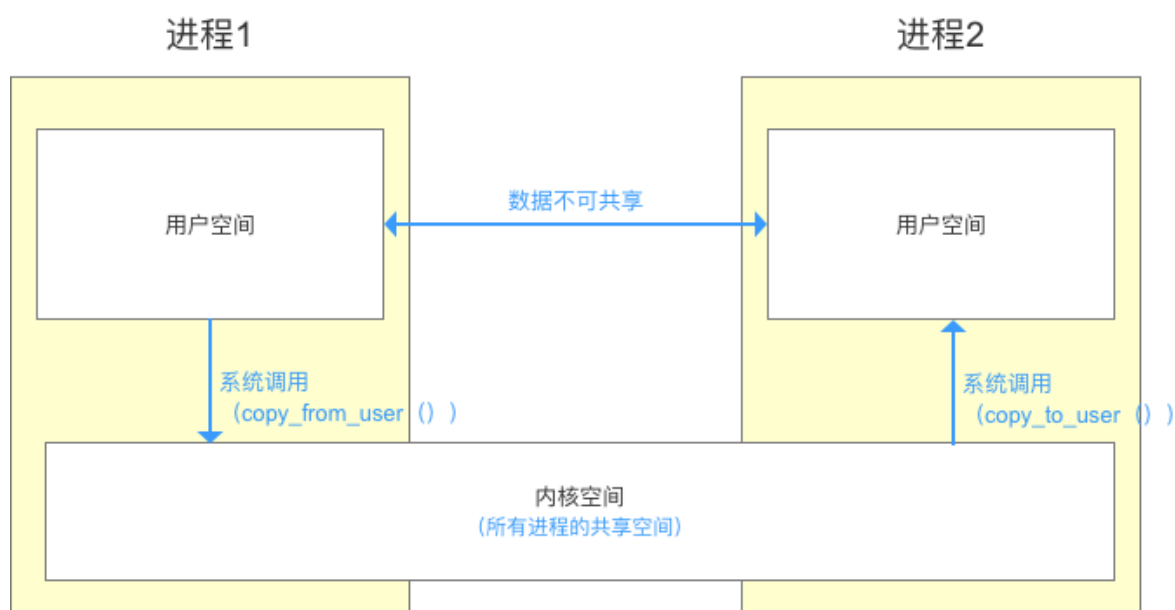 进程1
进程2
数据不可共享
用户空间
用户空间
系统调用
（copy_from_user（））
系统调用
（copy_to_user（））
内核空间
（所有进程的共享空间）